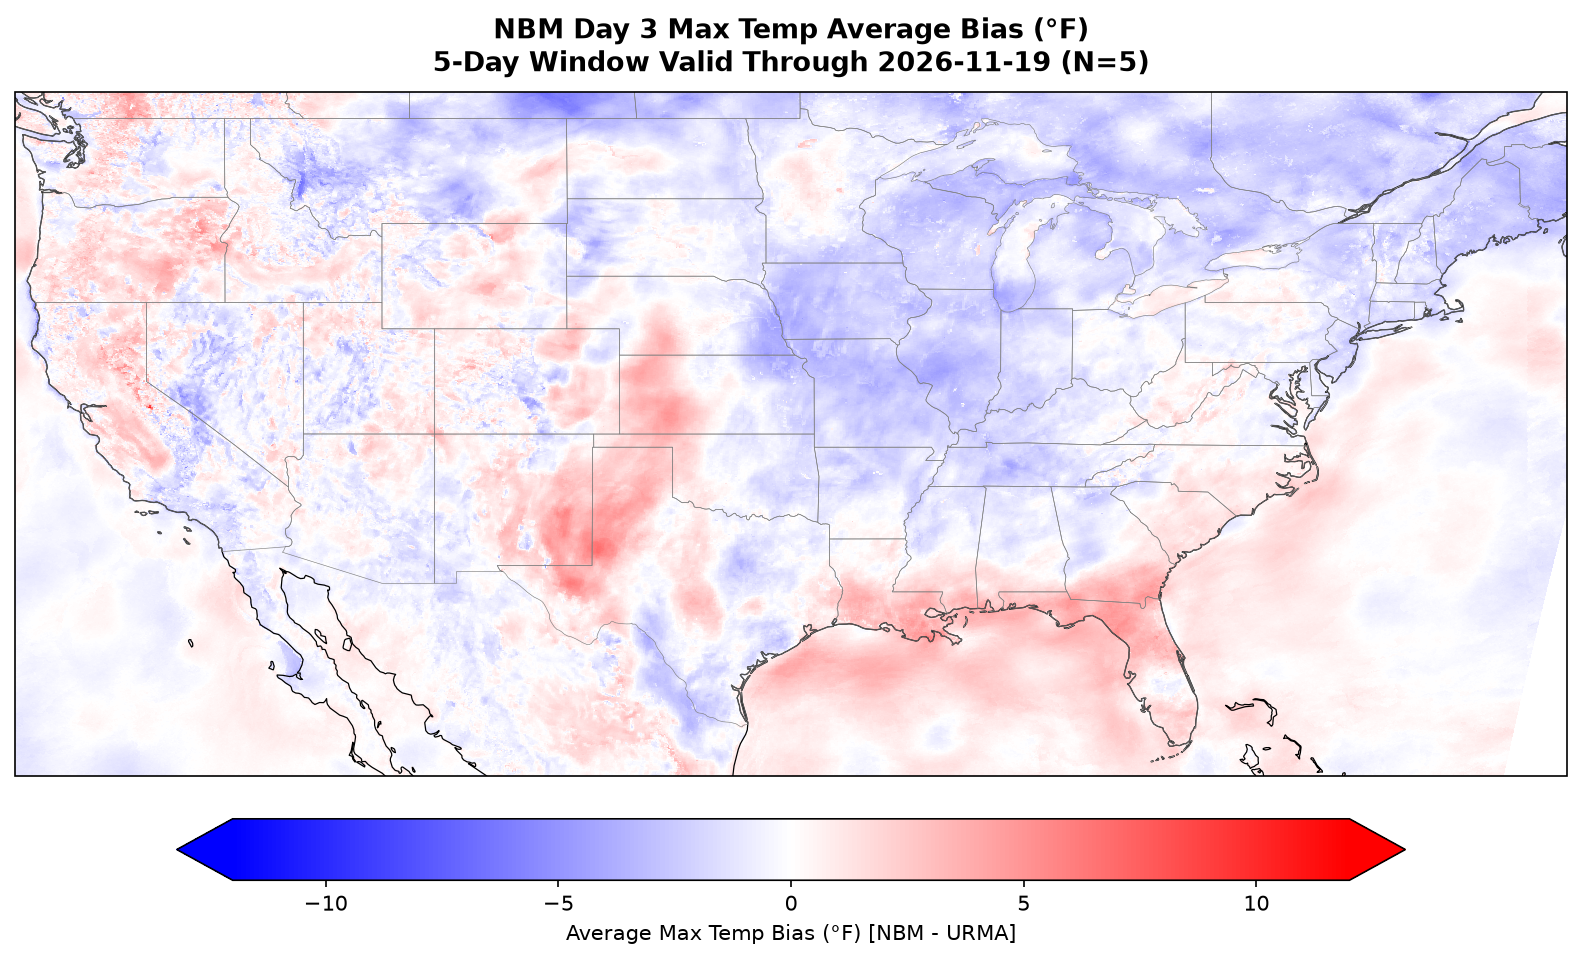 NBM Day 3 Max Temp Average Bias (°F)
5-Day Window Valid Through 2026-11-19 (N=5)
−10 −5 0 5 10
Average Max Temp Bias (°F) [NBM - URMA]